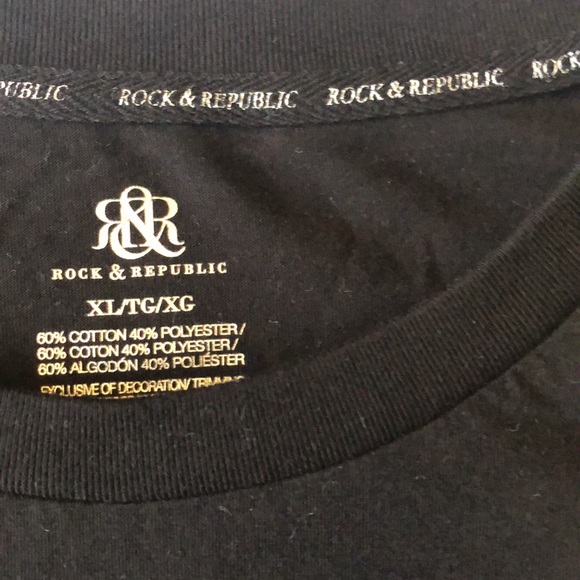 PUBLIC ROCK & REPUBLIC ROCK & REPUBLIC ROCK
R&R
ROCK & REPUBLIC
XL/TG/XG
60% COTTON 40% POLYESTER/
60% COTON 40% POLYESTER/
60% ALGODÓN 40% POLIÉSTER
EXCLUSIVE OF DECORATION/TRIMMING